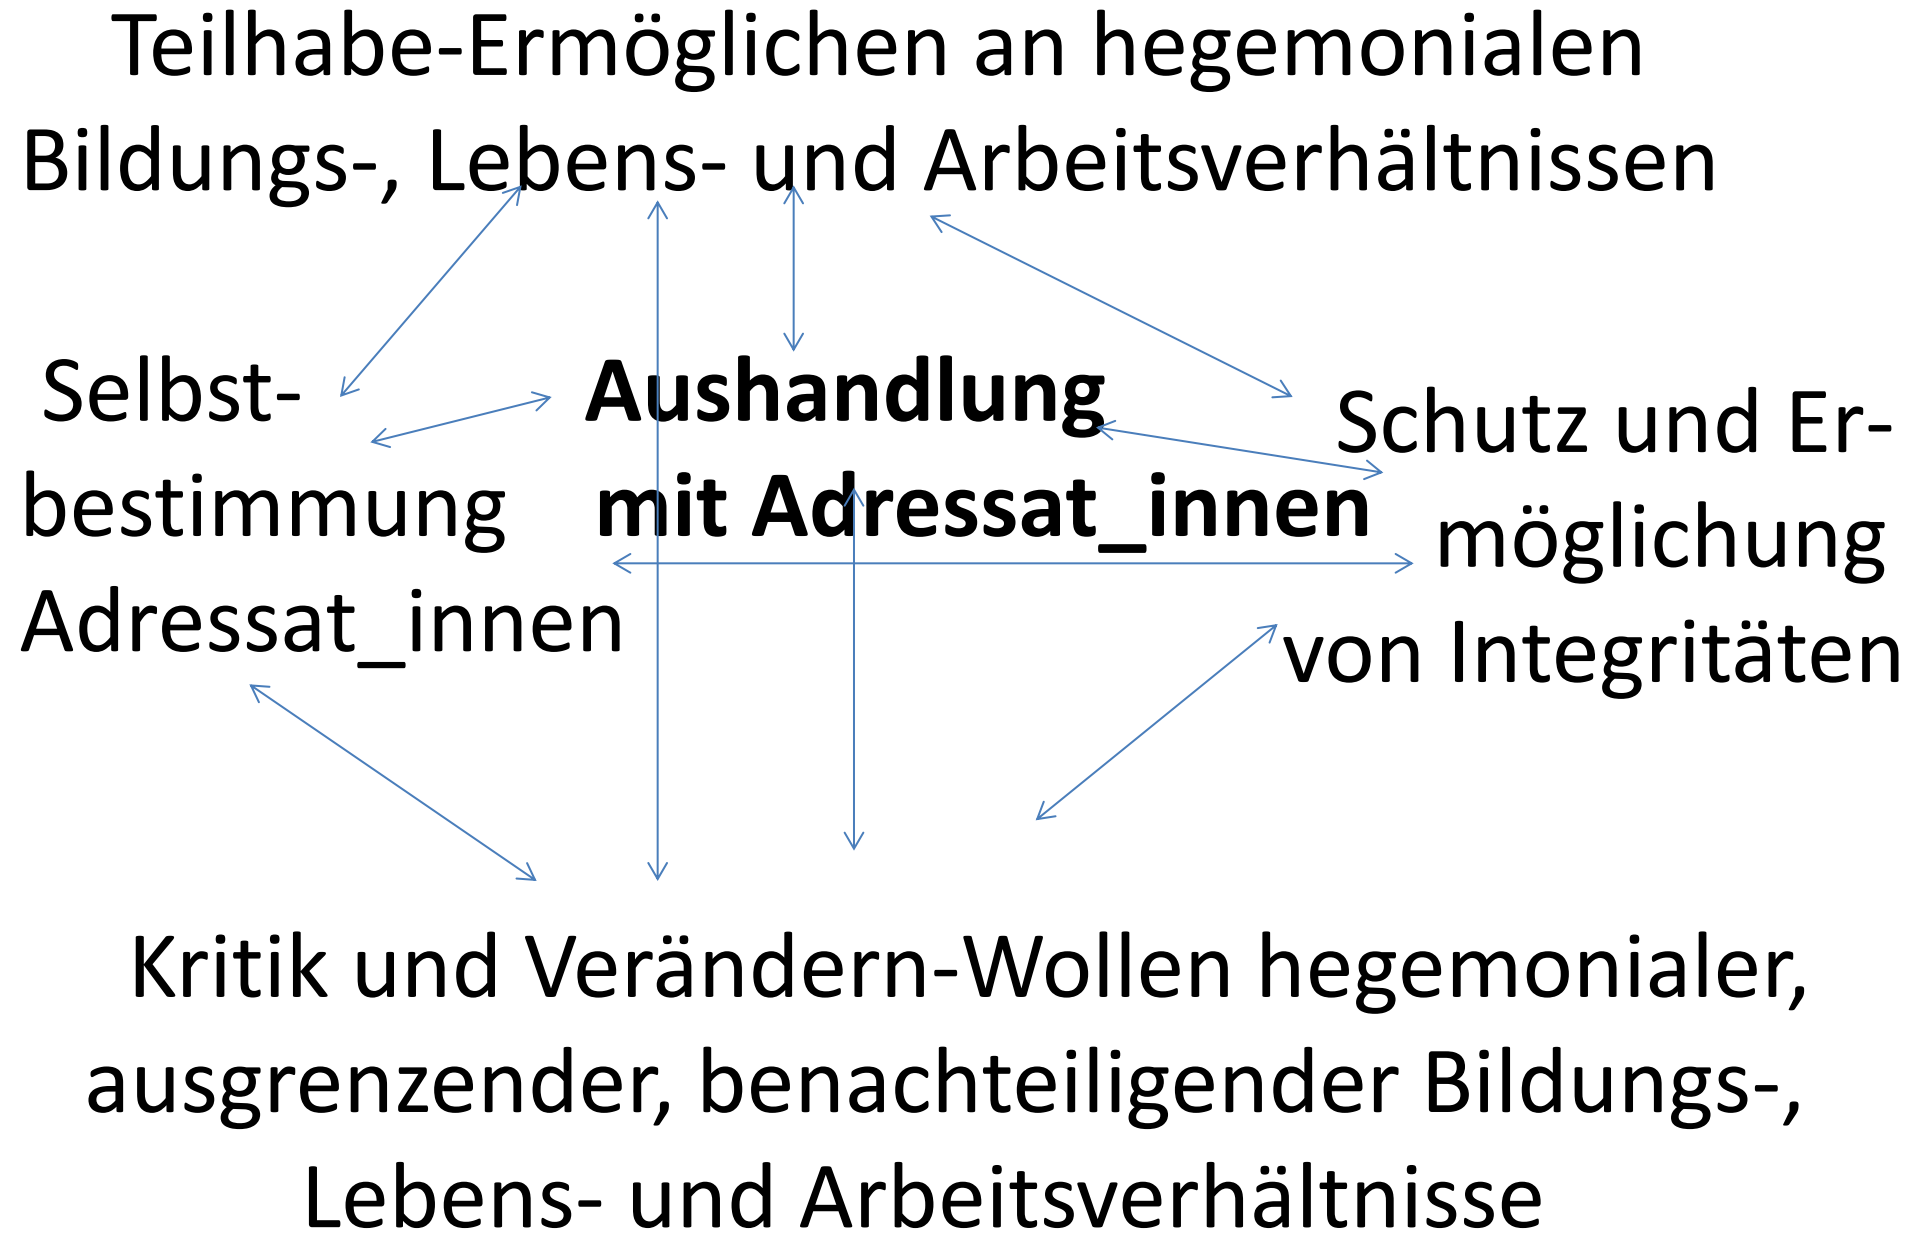 Teilhabe-Ermöglichen an hegemonialen
Bildungs-, Lebens- und Arbeitsverhältnissen
Selbst-
bestimmung
Adressat_innen
Aushandlung
mit Adressat_innen
Schutz und Er-
möglichung
von Integritäten
Kritik und Verändern-Wollen hegemonialer,
ausgrenzender, benachteiligender Bildungs-,
Lebens- und Arbeitsverhältnisse